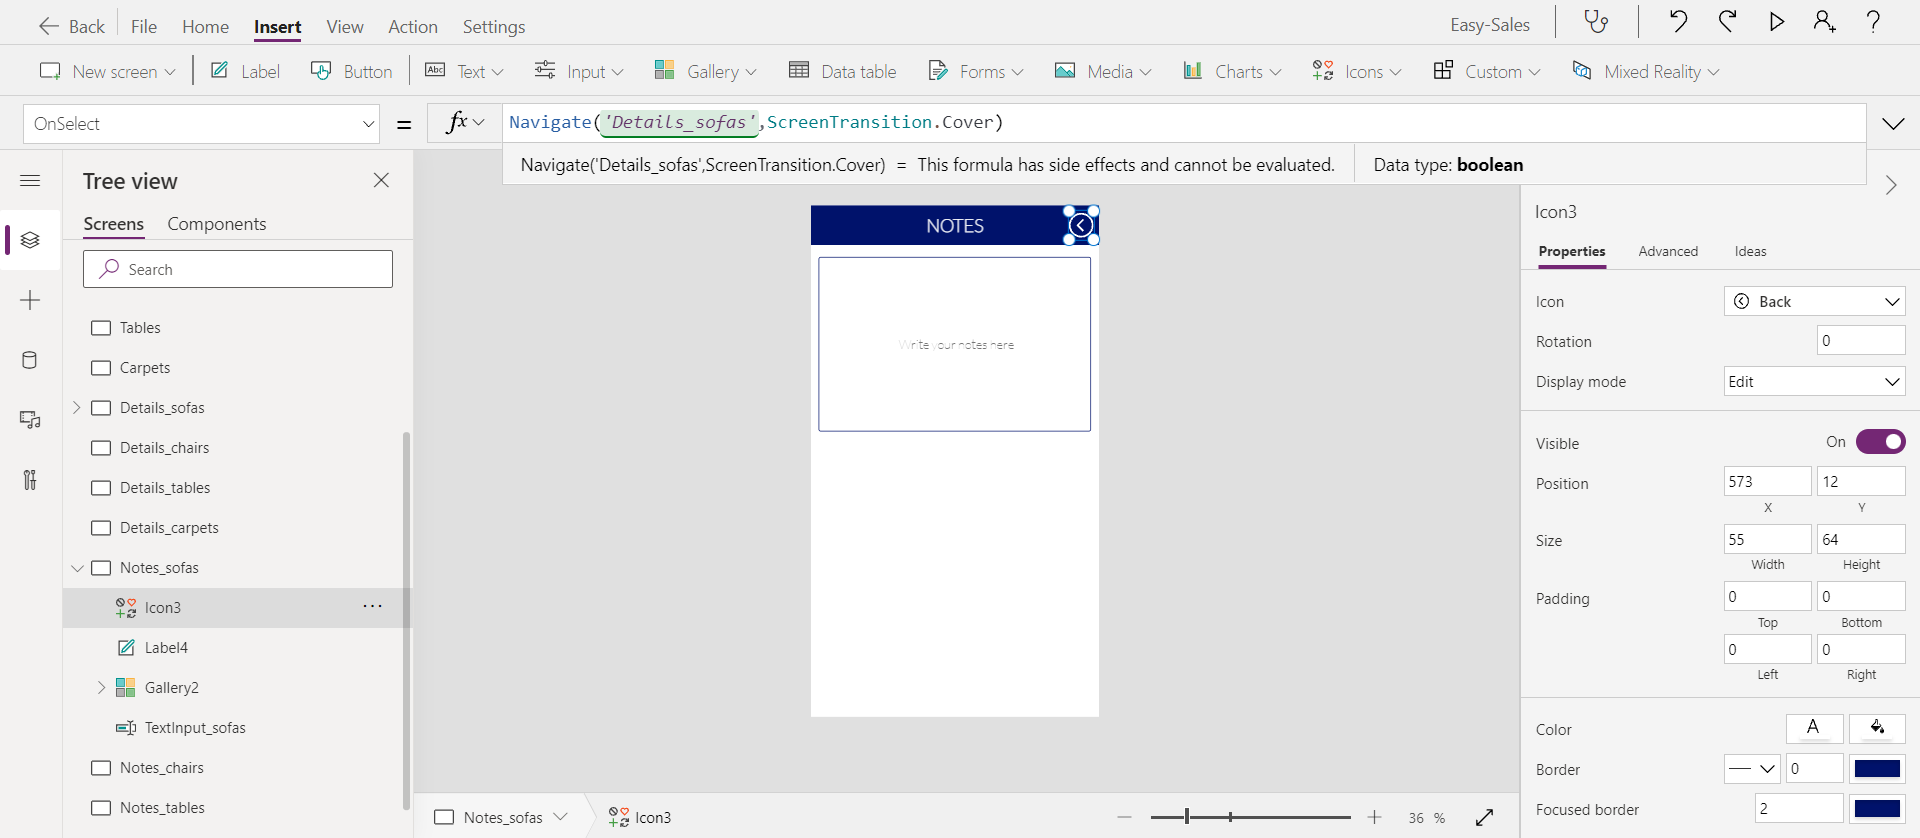 Back File Home Insert View Action Settings Easy-Sales
New screen Label Button Abc Text Input Gallery Data table Forms Media Charts Icons Custom Mixed Reality
OnSelect = fx Navigate('Details_sofas',ScreenTransition.Cover)
Navigate('Details_sofas',ScreenTransition.Cover) = This formula has side effects and cannot be evaluated. Data type: boolean
Tree view
Screens Components
Search
Tables
Carpets
Details_sofas
Details_chairs
Details_tables
Details_carpets
Notes_sofas
Icon3
Label4
Gallery2
TextInput_sofas
Notes_chairs
Notes_tables
NOTES
Write your notes here
Notes_sofas Icon3
36 %
Icon3
Properties Advanced Ideas
Icon Back
Rotation 0
Display mode Edit
Visible On
Position 573 12
X Y
Size 55 64
Width Height
Padding 0 0
Top Bottom
0 0
Left Right
Color A
Border 0
Focused border 2